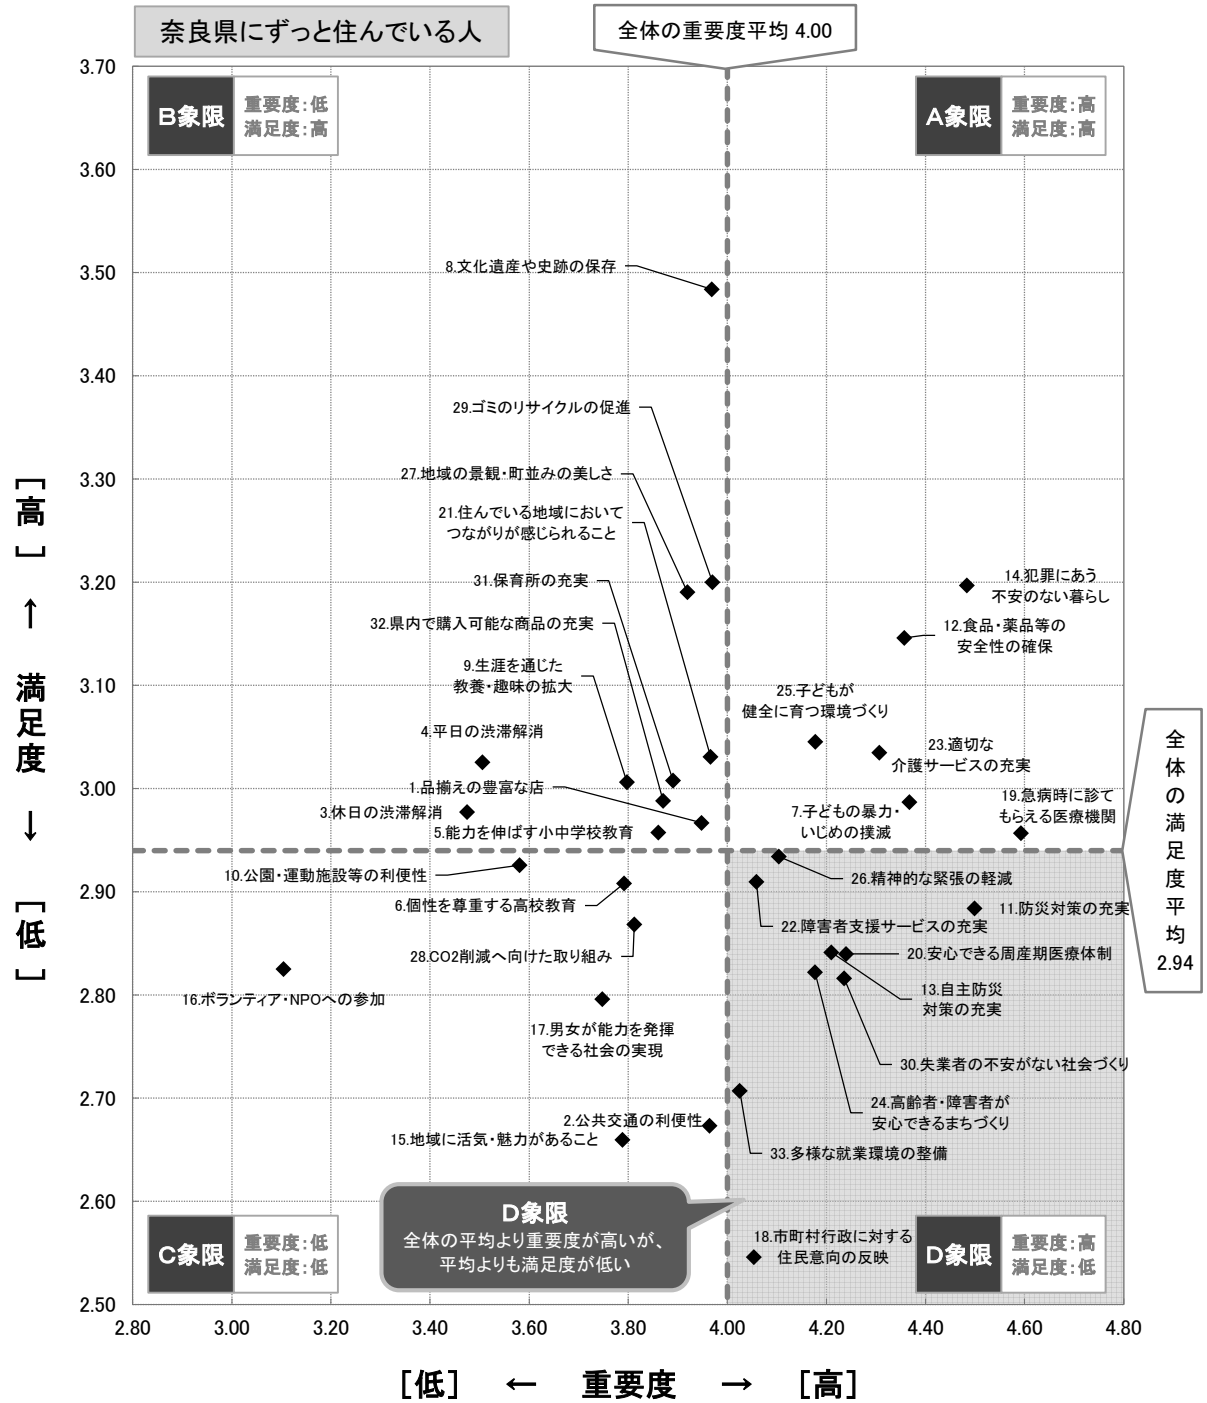 奈良県にずっと住んでいる人
全体の重要度平均 4.00
3.70
3.60
3.50
3.40
3.30
3.20
3.10
3.00
2.90
2.80
2.70
2.60
2.50
B象限
重要度：低
満足度：高
A象限
重要度：高
満足度：高
8.文化遺産や史跡の保存
29.ゴミのリサイクルの促進
27.地域の景観・町並みの美しさ
21.住んでいる地域において
つながりが感じられること
31.保育所の充実
32.県内で購入可能な商品の充実
9.生涯を通じた
教養・趣味の拡大
4.平日の渋滞解消
1.品揃えの豊富な店
3.休日の渋滞解消
5.能力を伸ばす小中学校教育
14.犯罪にあう
不安のない暮らし
12.食品・薬品等の
安全性の確保
25.子どもが
健全に育つ環境づくり
23.適切な
介護サービスの充実
7.子どもの暴力・
いじめの撲滅
19.急病時に診て
もらえる医療機関
10.公園・運動施設等の利便性
6.個性を尊重する高校教育
28.CO2削減へ向けた取り組み
16.ボランティア・NPOへの参加
17.男女が能力を発揮
できる社会の実現
2.公共交通の利便性
15.地域に活気・魅力があること
26.精神的な緊張の軽減
11.防災対策の充実
22.障害者支援サービスの充実
20.安心できる周産期医療体制
13.自主防災
対策の充実
30.失業者の不安がない社会づくり
24.高齢者・障害者が
安心できるまちづくり
33.多様な就業環境の整備
18.市町村行政に対する
住民意向の反映
D象限
全体の平均より重要度が高いが、
平均よりも満足度が低い
C象限
重要度：低
満足度：低
D象限
重要度：高
満足度：低
全体の満足度平均
2.94
2.80
3.00
3.20
3.40
3.60
3.80
4.00
4.20
4.40
4.60
4.80
［高］ ↑ 満足度 ↓ ［低］
［低］ ← 重要度 → ［高］